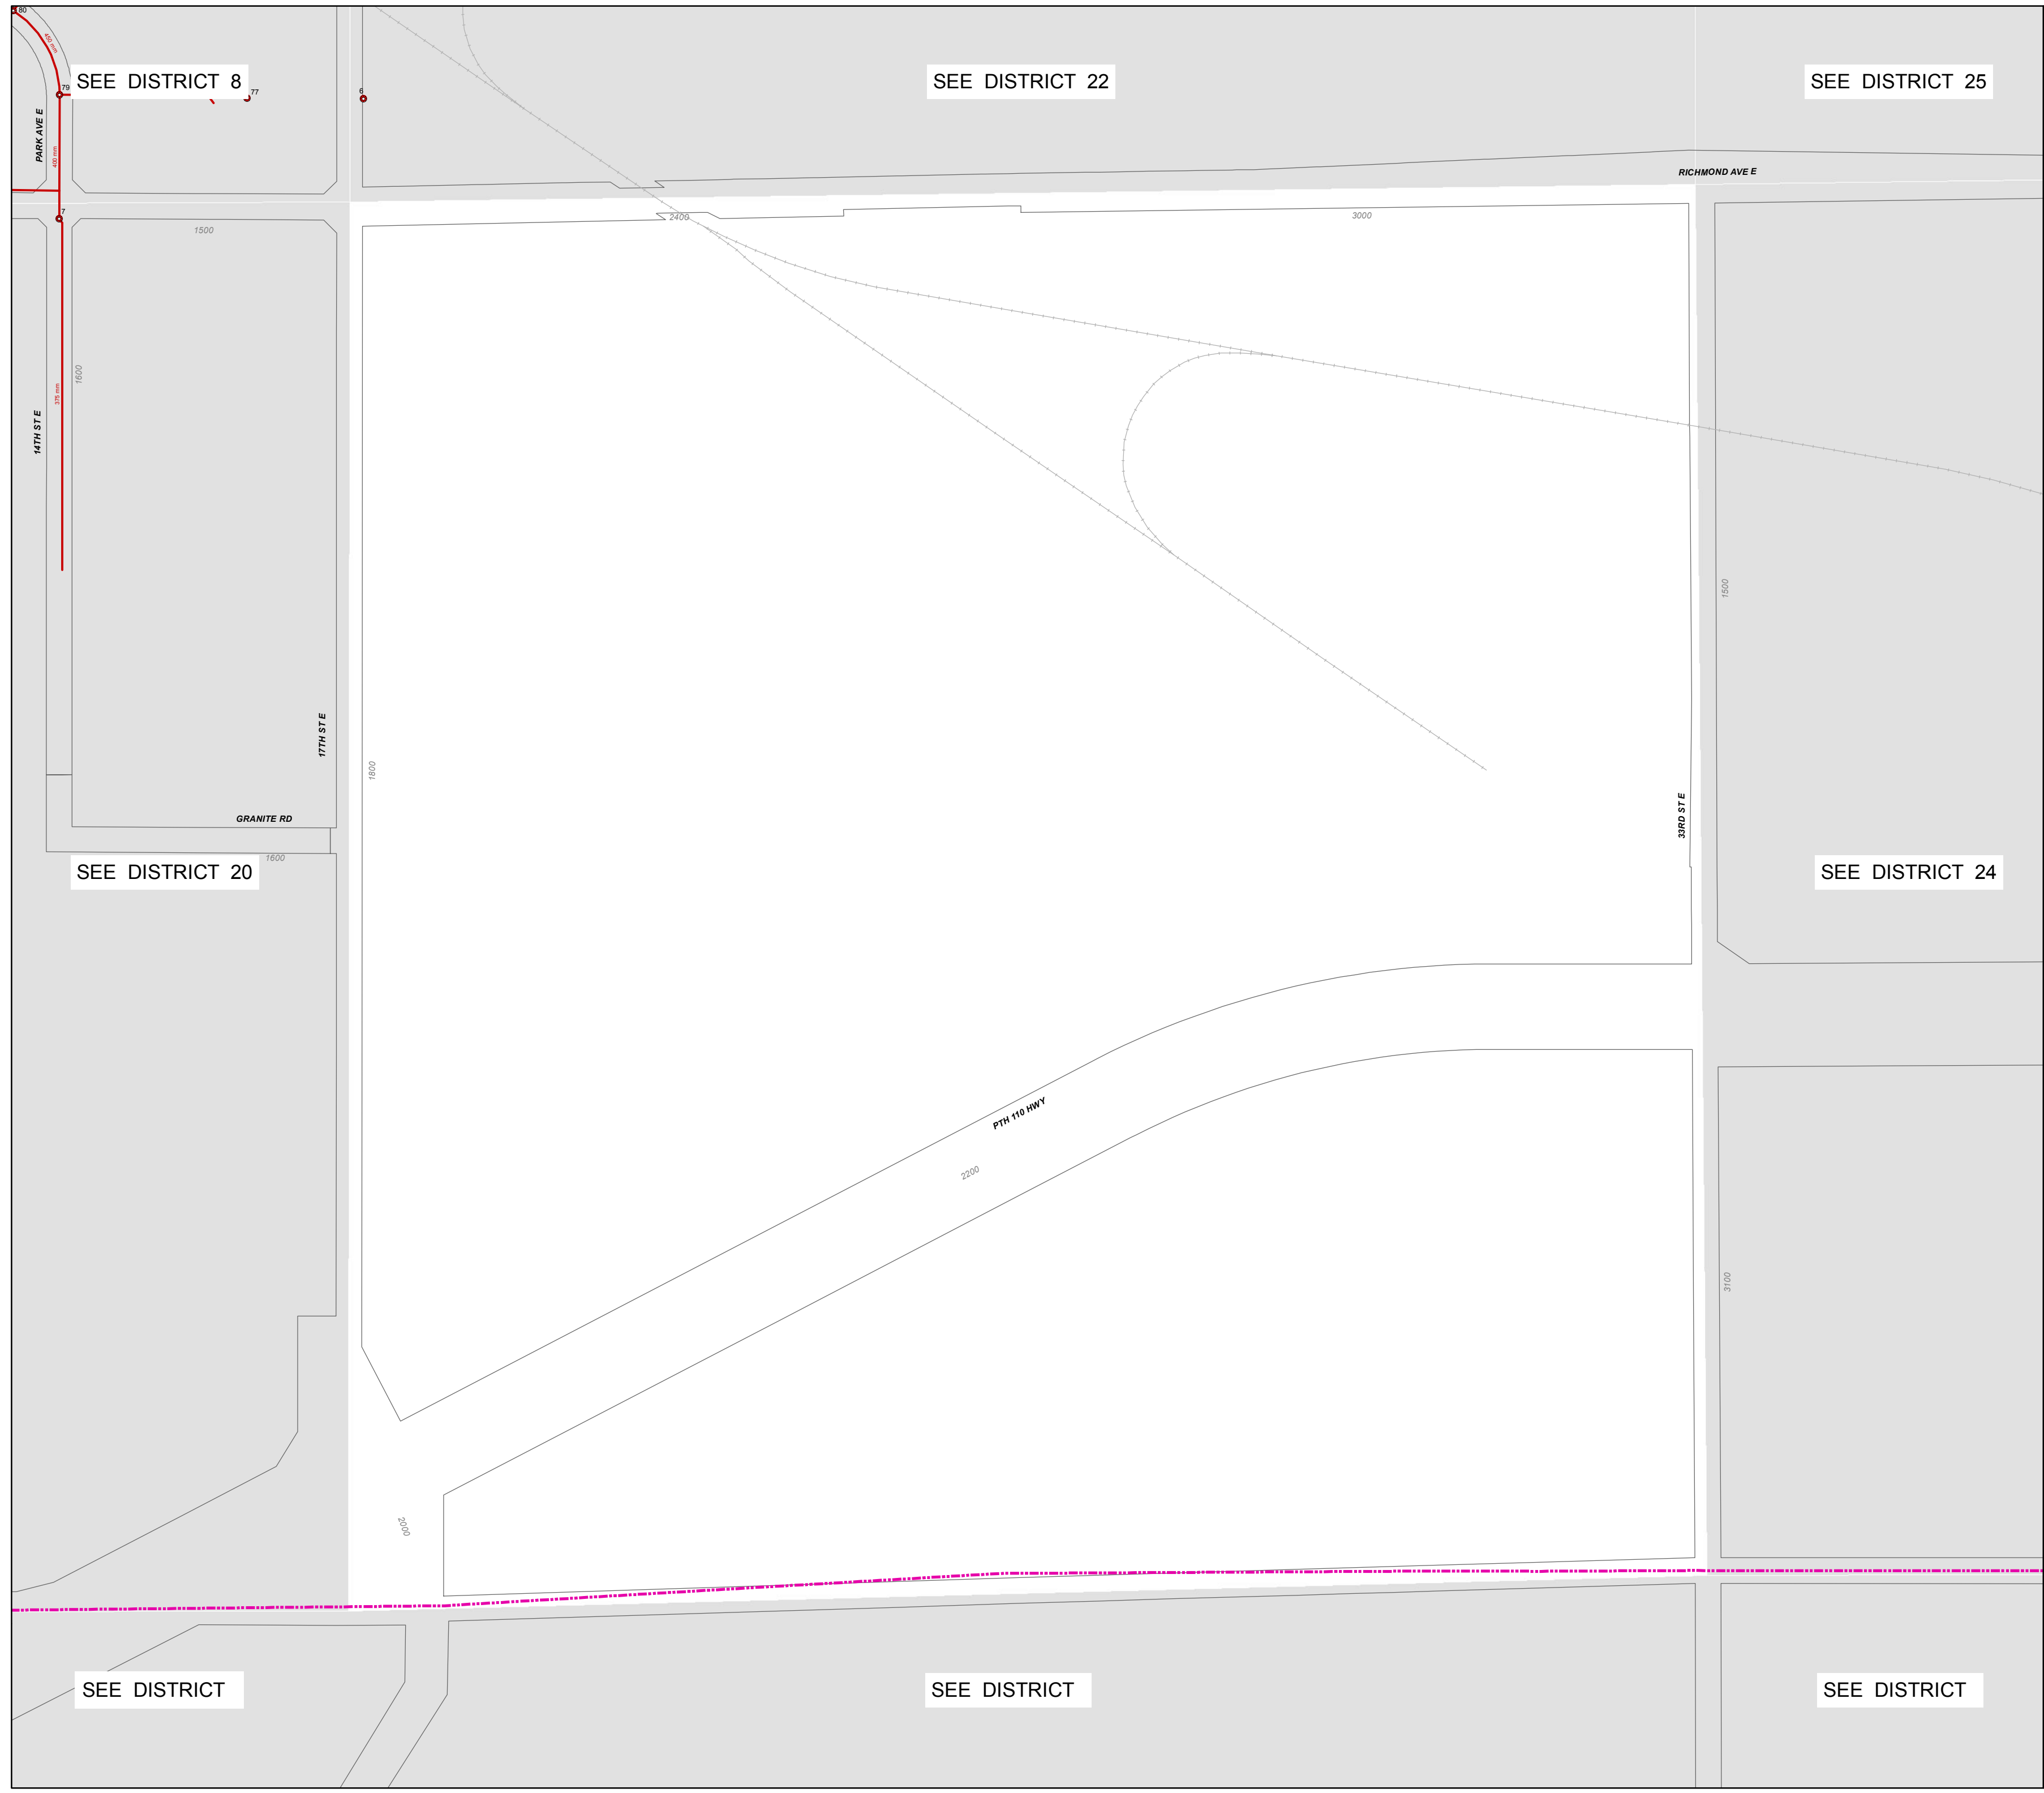 80
450 mm
SEE DISTRICT 8
SEE DISTRICT 22
SEE DISTRICT 25
79
77
6
PARK AVE E
400 mm
RICHMOND AVE E
7
1500
2400
3000
1600
375 mm
14TH ST E
1500
17TH ST E
1800
33RD ST E
GRANITE RD
1600
SEE DISTRICT 20
SEE DISTRICT 24
PTH 110 HWY
2200
3100
2000
SEE DISTRICT
SEE DISTRICT
SEE DISTRICT